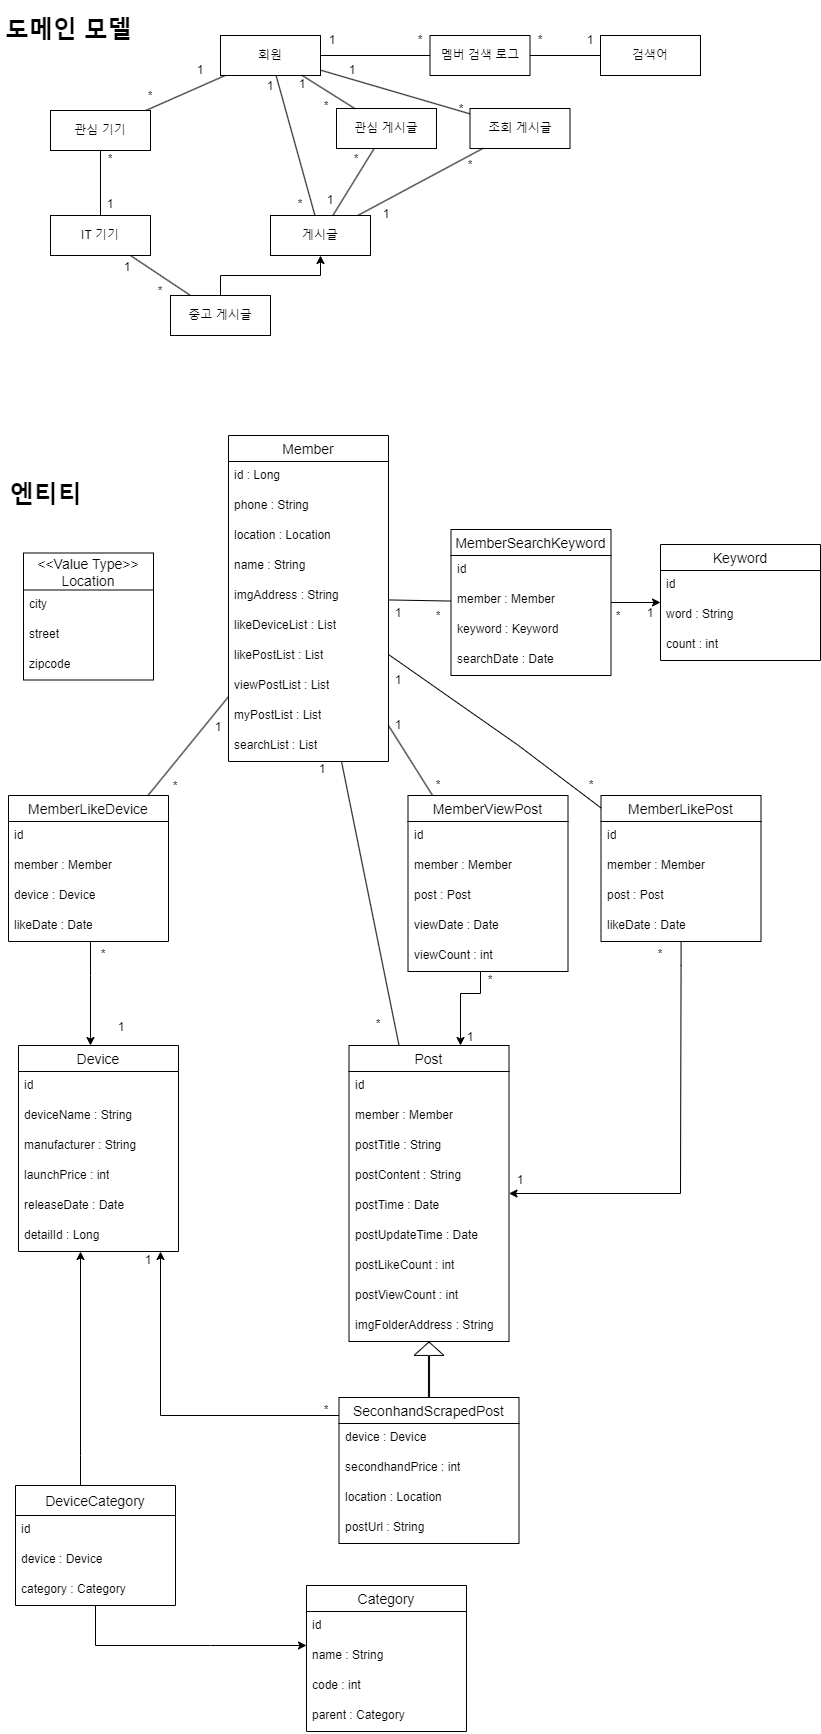 도메인 모델
회원
1
*
멤버 검색 로그
*
1
검색어
1
*
1
*
1
*
1
*
관심 기기
관심 게시글
조회 게시글
*
1
*
1
*
1
IT 기기
게시글
1
*
중고 게시글
엔티티
<<Value Type>>
Location
city
street
zipcode
Member
id : Long
phone : String
location : Location
name : String
imgAddress : String
likeDeviceList : List
likePostList : List
viewPostList : List
myPostList : List
searchList : List
1
*
MemberSearchKeyword
id
member : Member
keyword : Keyword
searchDate : Date
*
1
Keyword
id
word : String
count : int
1
*
1
*
1
*
1
*
MemberLikeDevice
id
member : Member
device : Device
likeDate : Date
MemberViewPost
id
member : Member
post : Post
viewDate : Date
viewCount : int
MemberLikePost
id
member : Member
post : Post
likeDate : Date
*
1
*
1
*
1
Device
id
deviceName : String
manufacturer : String
launchPrice : int
releaseDate : Date
detailId : Long
Post
id
member : Member
postTitle : String
postContent : String
postTime : Date
postUpdateTime : Date
postLikeCount : int
postViewCount : int
imgFolderAddress : String
1
*
SeconhandScrapedPost
device : Device
secondhandPrice : int
location : Location
postUrl : String
DeviceCategory
id
device : Device
category : Category
Category
id
name : String
code : int
parent : Category